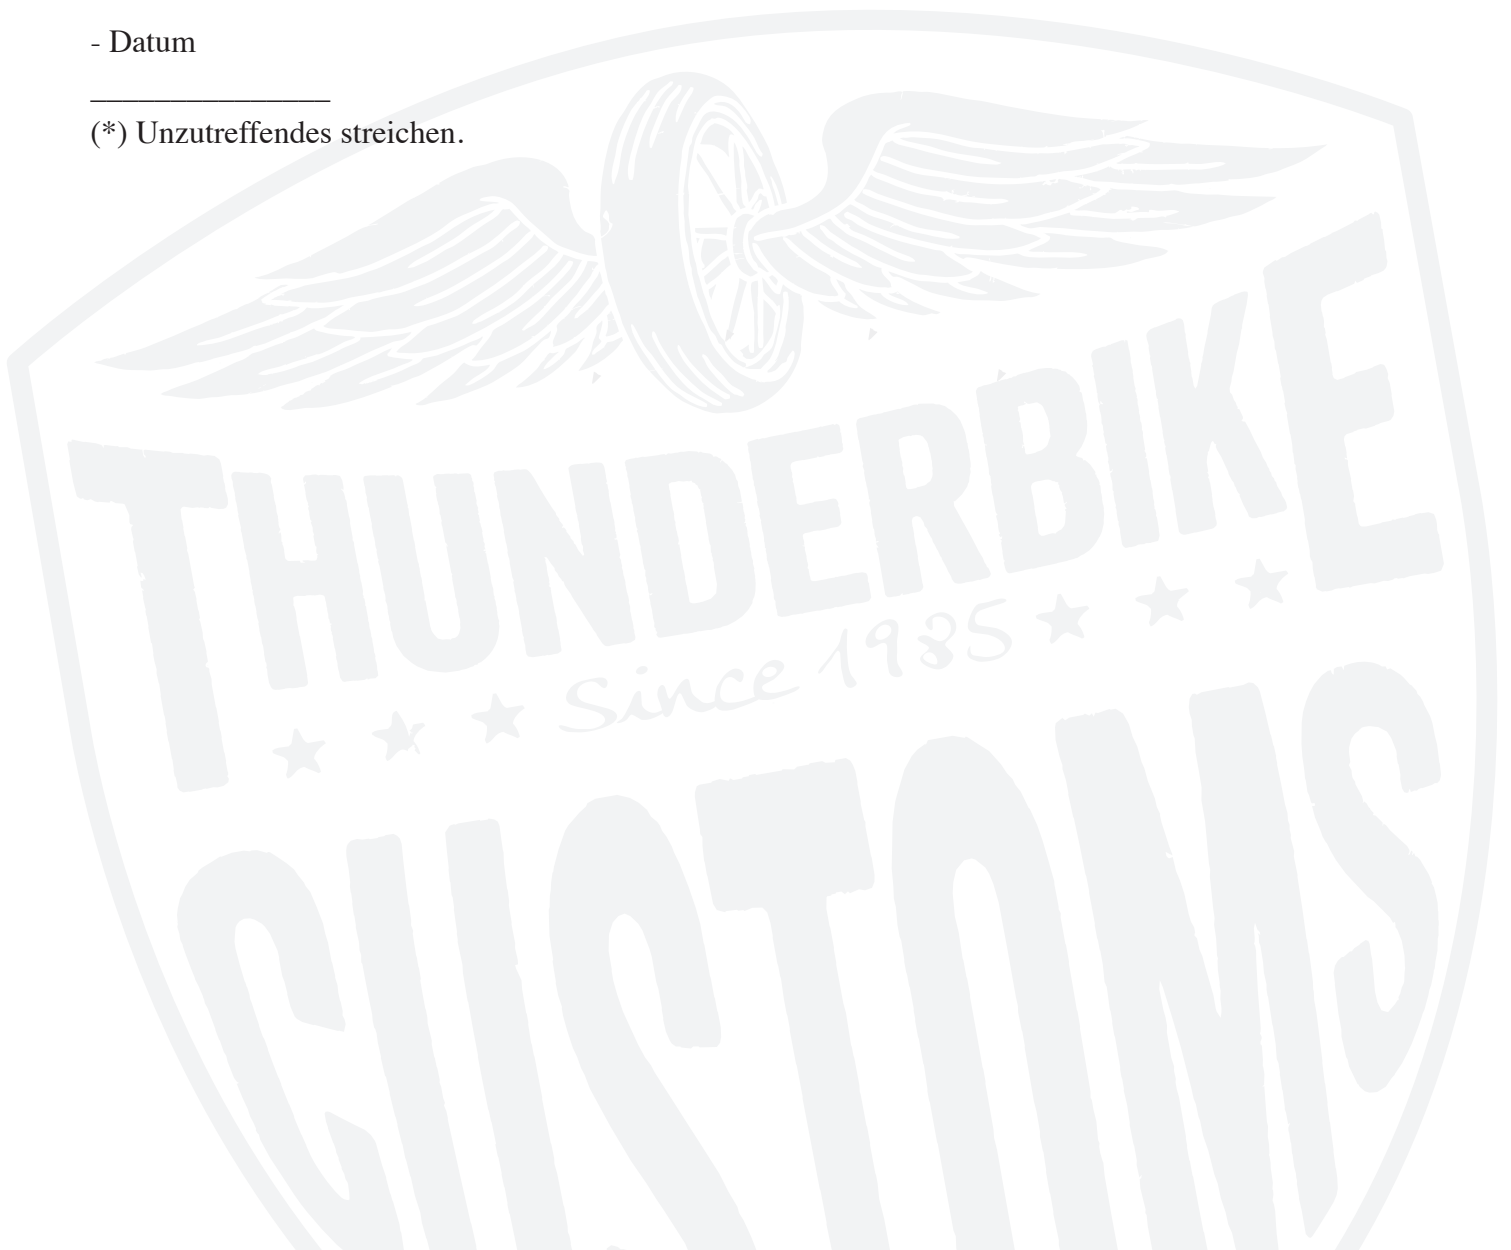 - Datum
_______________
(*) Unzutreffendes streichen.
THUNDERBIKE
Since 1985
CUSTOMS